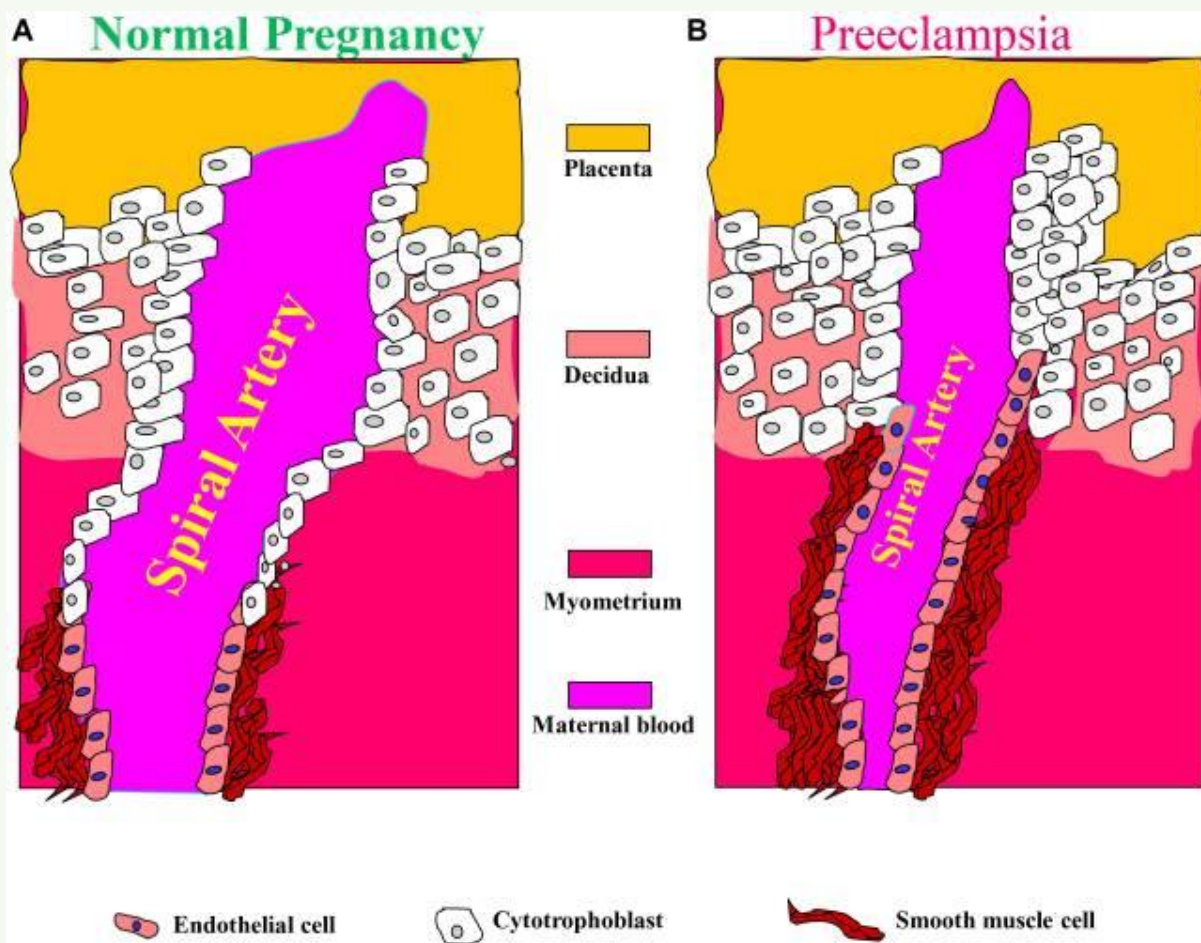 A Normal Pregnancy
B Preeclampsia
Placenta
Decidua
Myometrium
Maternal blood
Spiral Artery
Spiral Artery
Endothelial cell
Cytotrophoblast
Smooth muscle cell